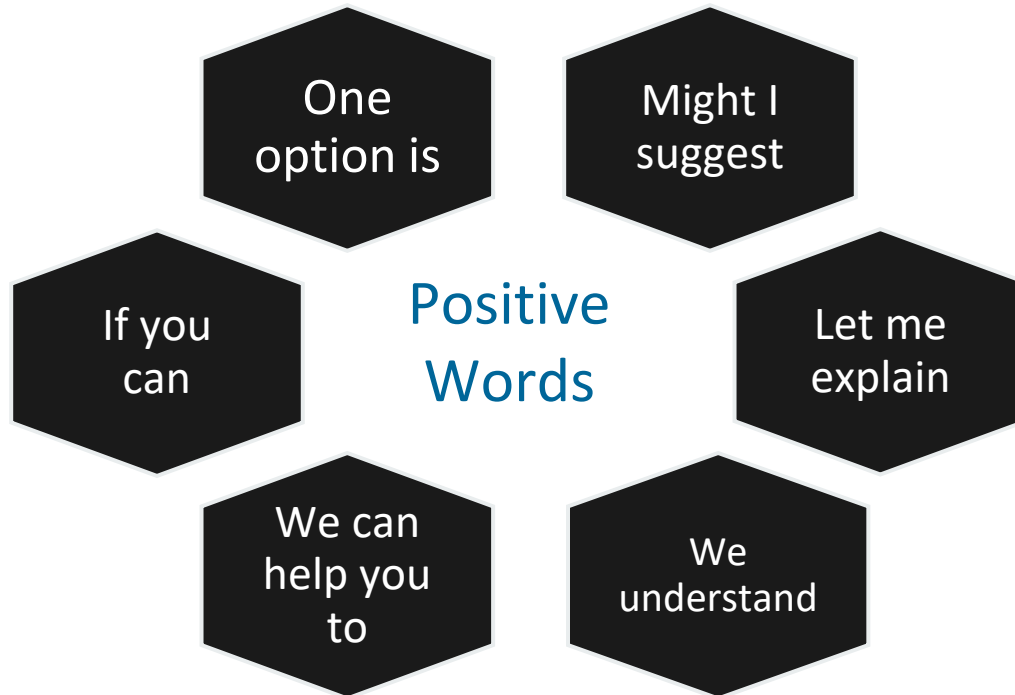 One
option is
Might I
suggest
If you
can
Positive
Words
Let me
explain
We can
help you
to
We
understand